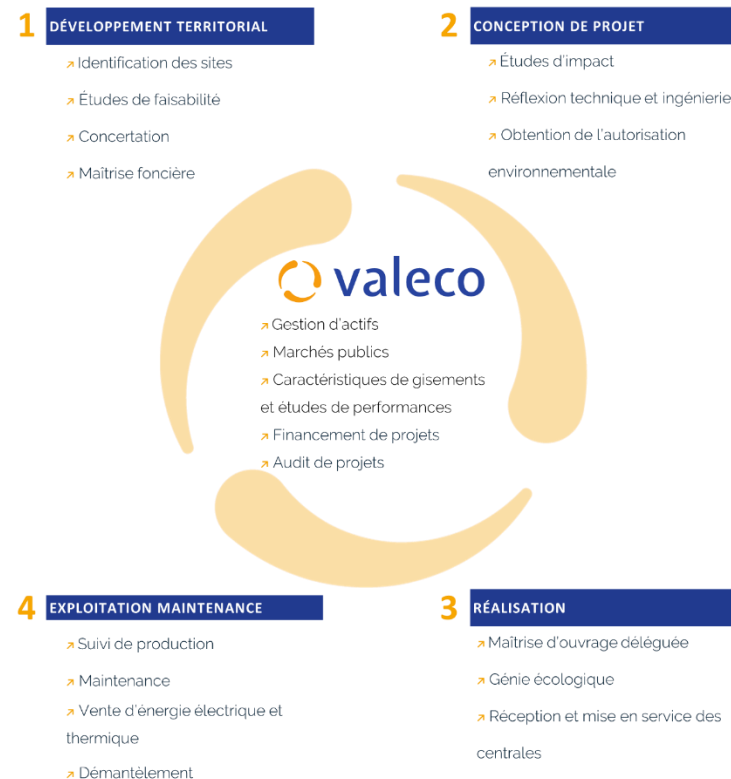 1 DÉVELOPPEMENT TERRITORIAL
Identification des sites
Études de faisabilité
Concertation
Maîtrise foncière
2 CONCEPTION DE PROJET
Études d'impact
Réflexion technique et ingénierie
Obtention de l'autorisation
environnementale
valeco
Gestion d'actifs
Marchés publics
Caractéristiques de gisements
et études de performances
Financement de projets
Audit de projets
4 EXPLOITATION MAINTENANCE
Suivi de production
Maintenance
Vente d'énergie électrique et
thermique
Démantèlement
3 RÉALISATION
Maîtrise d'ouvrage déléguée
Génie écologique
Réception et mise en service des
centrales